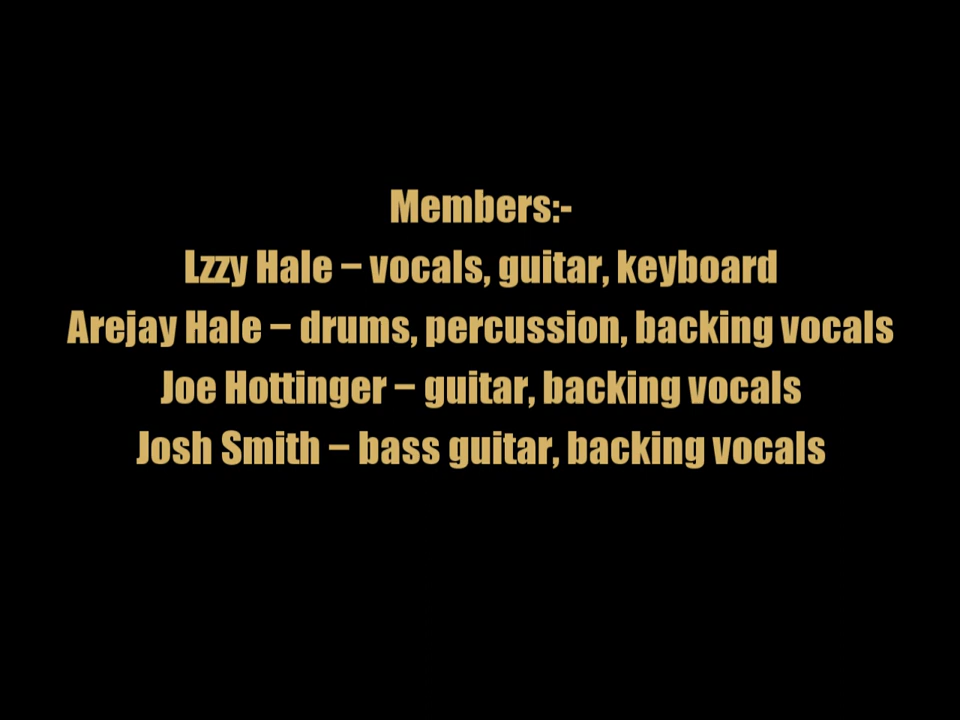 Members:-
Lzzy Hale – vocals, guitar, keyboard
Arejay Hale – drums, percussion, backing vocals
Joe Hottinger – guitar, backing vocals
Josh Smith – bass guitar, backing vocals